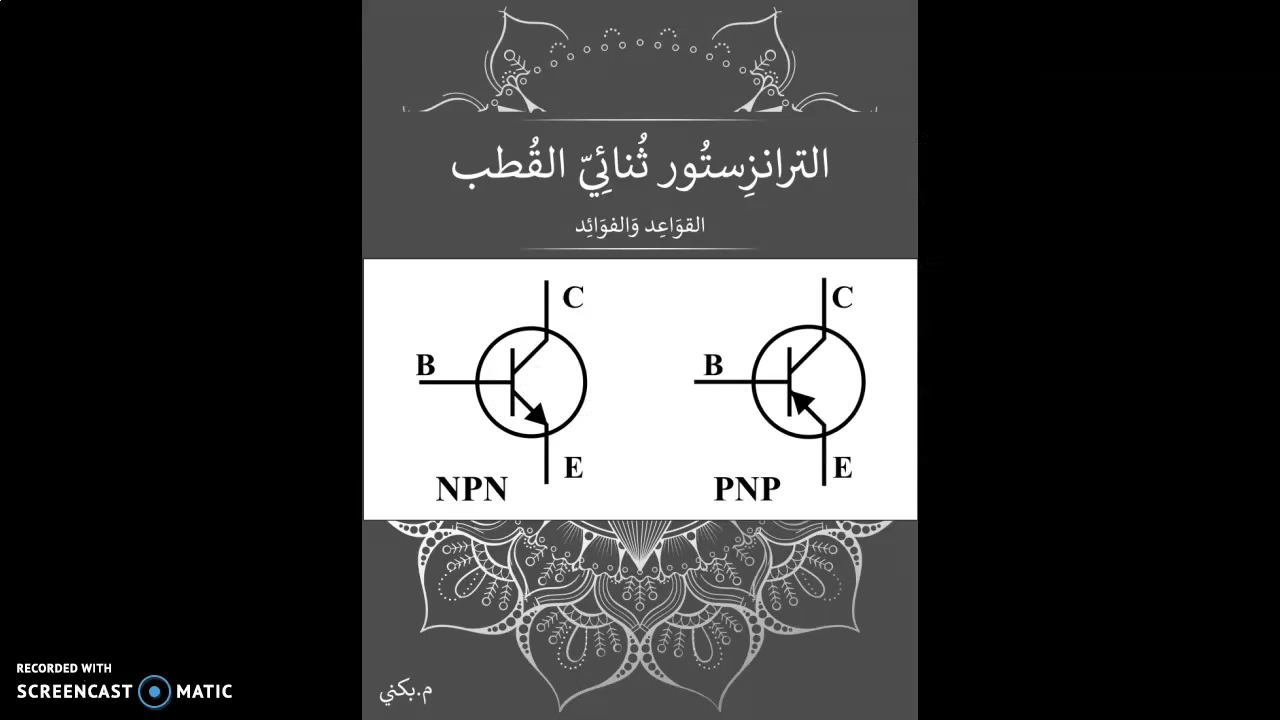 الترانزِستُور ثُنائِيّ القُطب
القوَاعِد وَالفوَائِد
C
C
B
B
E
E
NPN
PNP
م.بكني
RECORDED WITH
SCREENCAST MATIC